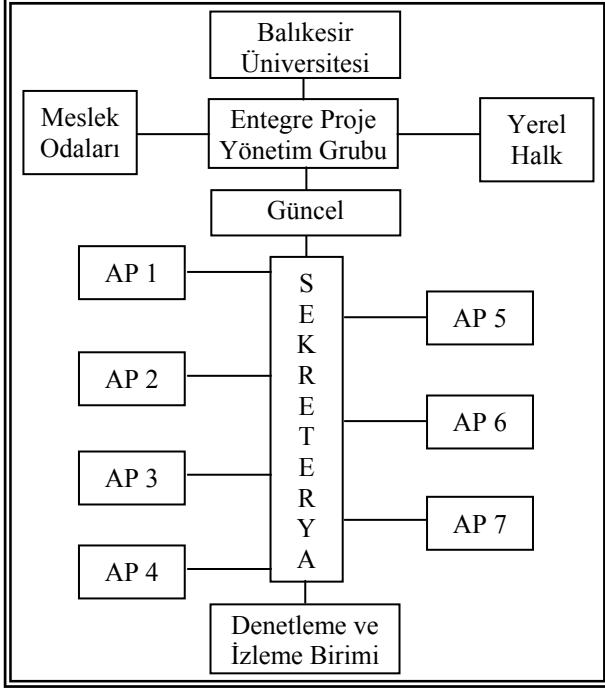 Balıkesir
Üniversitesi
Meslek
Odaları
Entegre Proje
Yönetim Grubu
Yerel
Halk
Güncel
AP 1
AP 2
AP 3
AP 4
S
E
K
R
E
T
E
R
Y
A
AP 5
AP 6
AP 7
Denetleme ve
İzleme Birimi